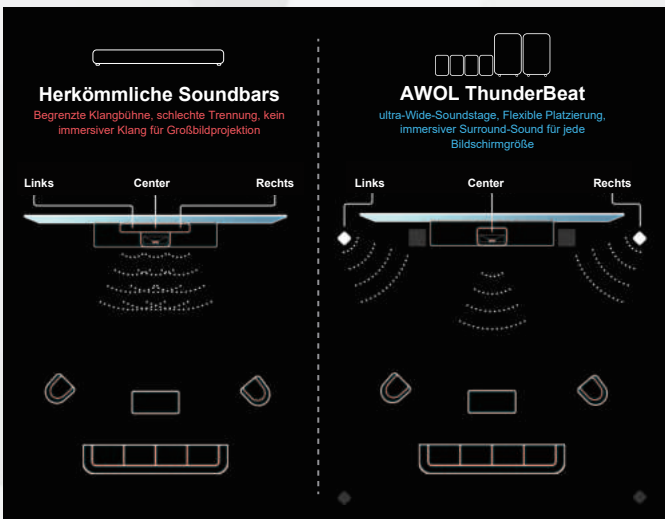 Herkömmliche Soundbars
Begrenzte Klangbühne, schlechte Trennung, kein
immersiver Klang für Großbildprojektion
Links
Center
Rechts
AWOL ThunderBeat
ultra-Wide-Soundstage, Flexible Platzierung,
immersiver Surround-Sound für jede
Bildschirmgröße
Links
Center
Rechts